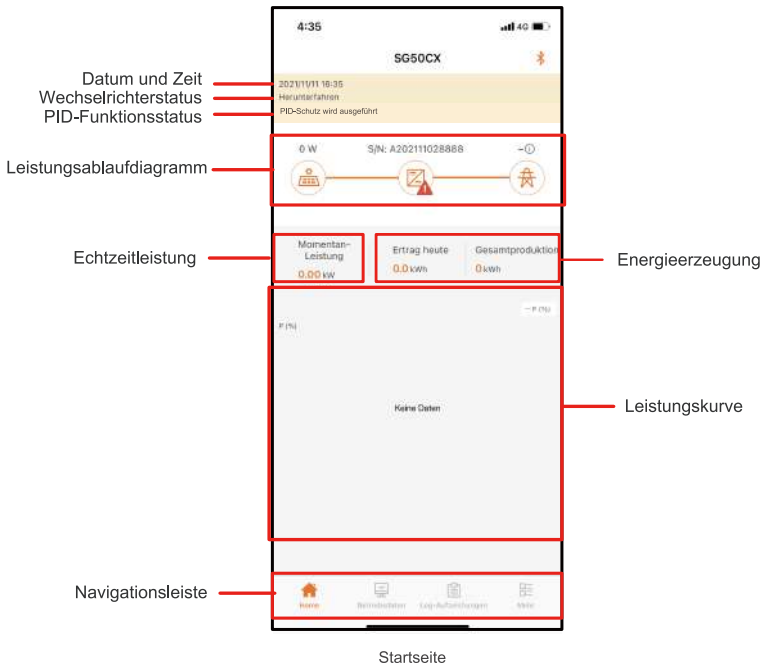 4:35
4G
SG50CX
Datum und Zeit
2021/11/11 16:35
Wechselrichterstatus
Herunterfahren
PID-Funktionsstatus
PID-Schutz wird ausgeführt
0 W
S/N: A202111028888
Leistungsablaufdiagramm
Momentan-
Leistung
0.00 kW
Ertrag heute
0.0 kWh
Gesamtproduktion
0 kWh
Echtzeitleistung
Energieerzeugung
P (%)
P (%)
Keine Daten
Leistungskurve
Navigationsleiste
Home
Betriebsdaten
Log-Aufzeichnungen
Mehr
Startseite